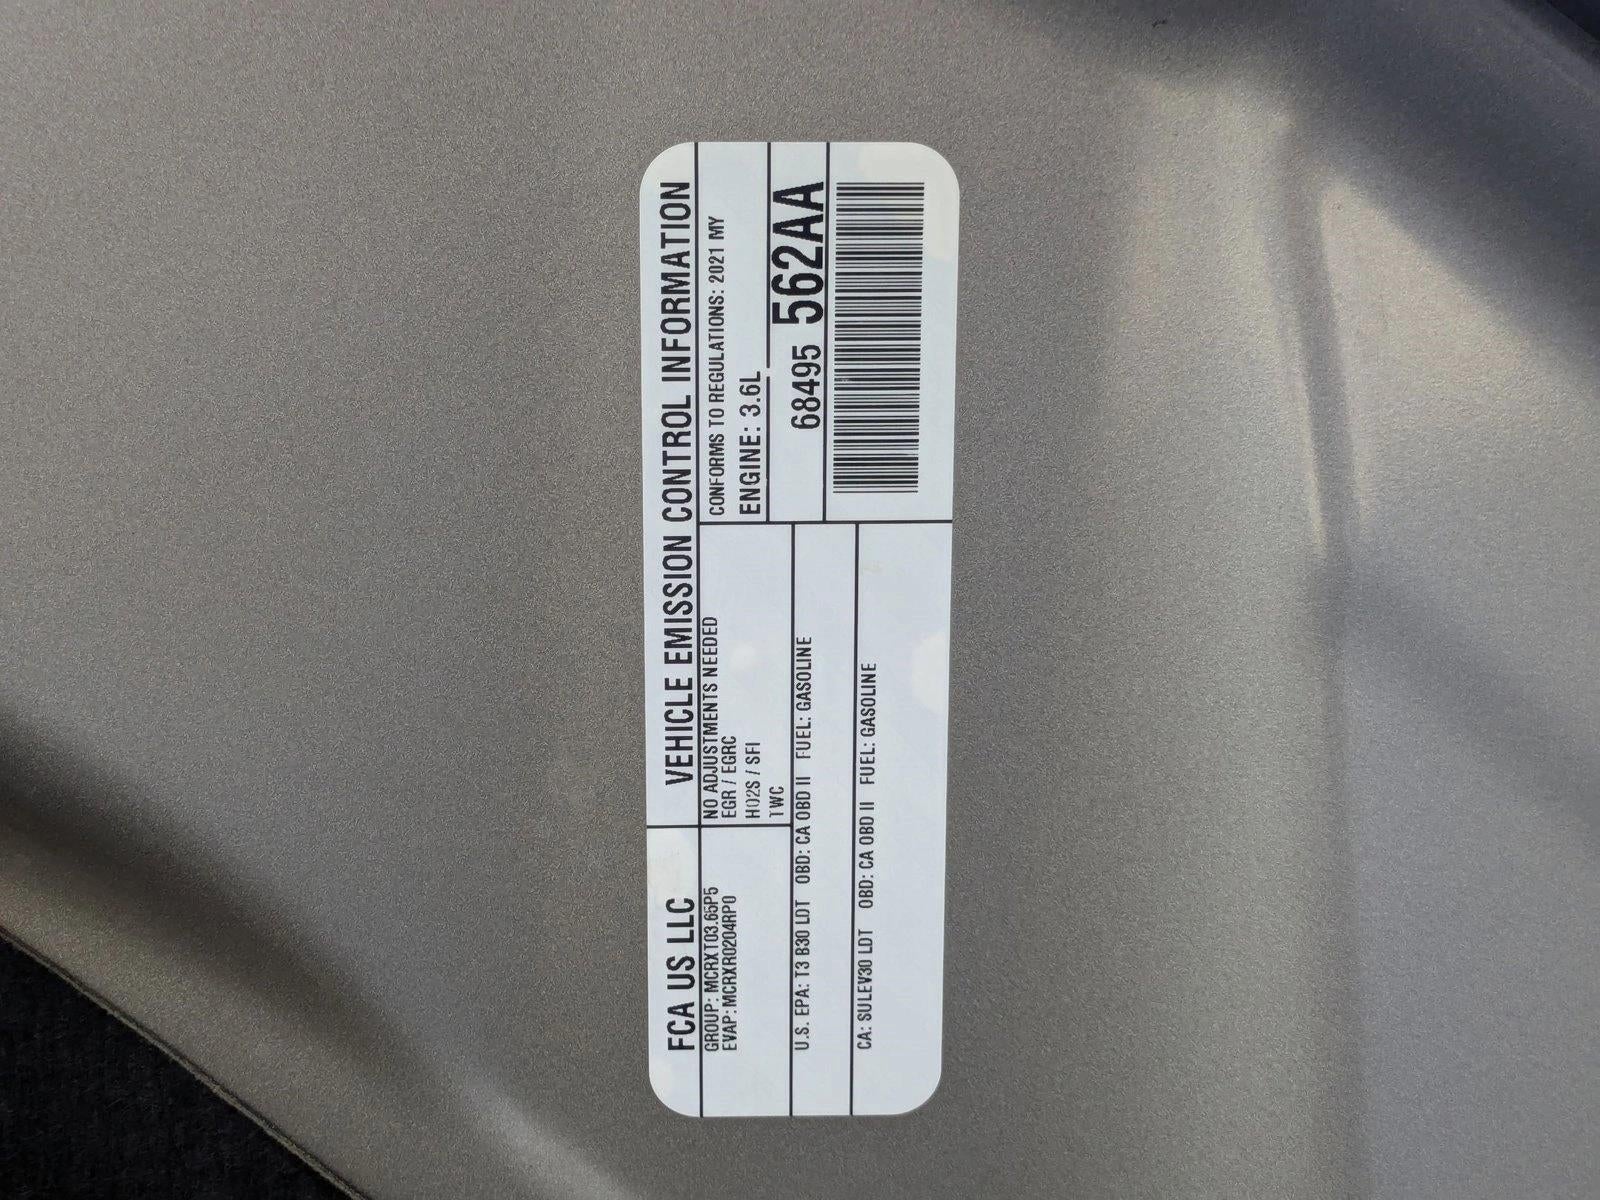 FCA US LLC
VEHICLE EMISSION CONTROL INFORMATION
GROUP: MCRXT03.65P5
EVAP: MCRXR0204RP0
NO ADJUSTMENTS NEEDED
EGR / EGRC
HO2S / SFI
TWC
CONFORMS TO REGULATIONS: 2021 MY
ENGINE: 3.6L
68495 562AA
U.S. EPA: T3 B30 LDT OBD: CA OBD II FUEL: GASOLINE
CA: SULEV30 LDT OBD: CA OBD II FUEL: GASOLINE